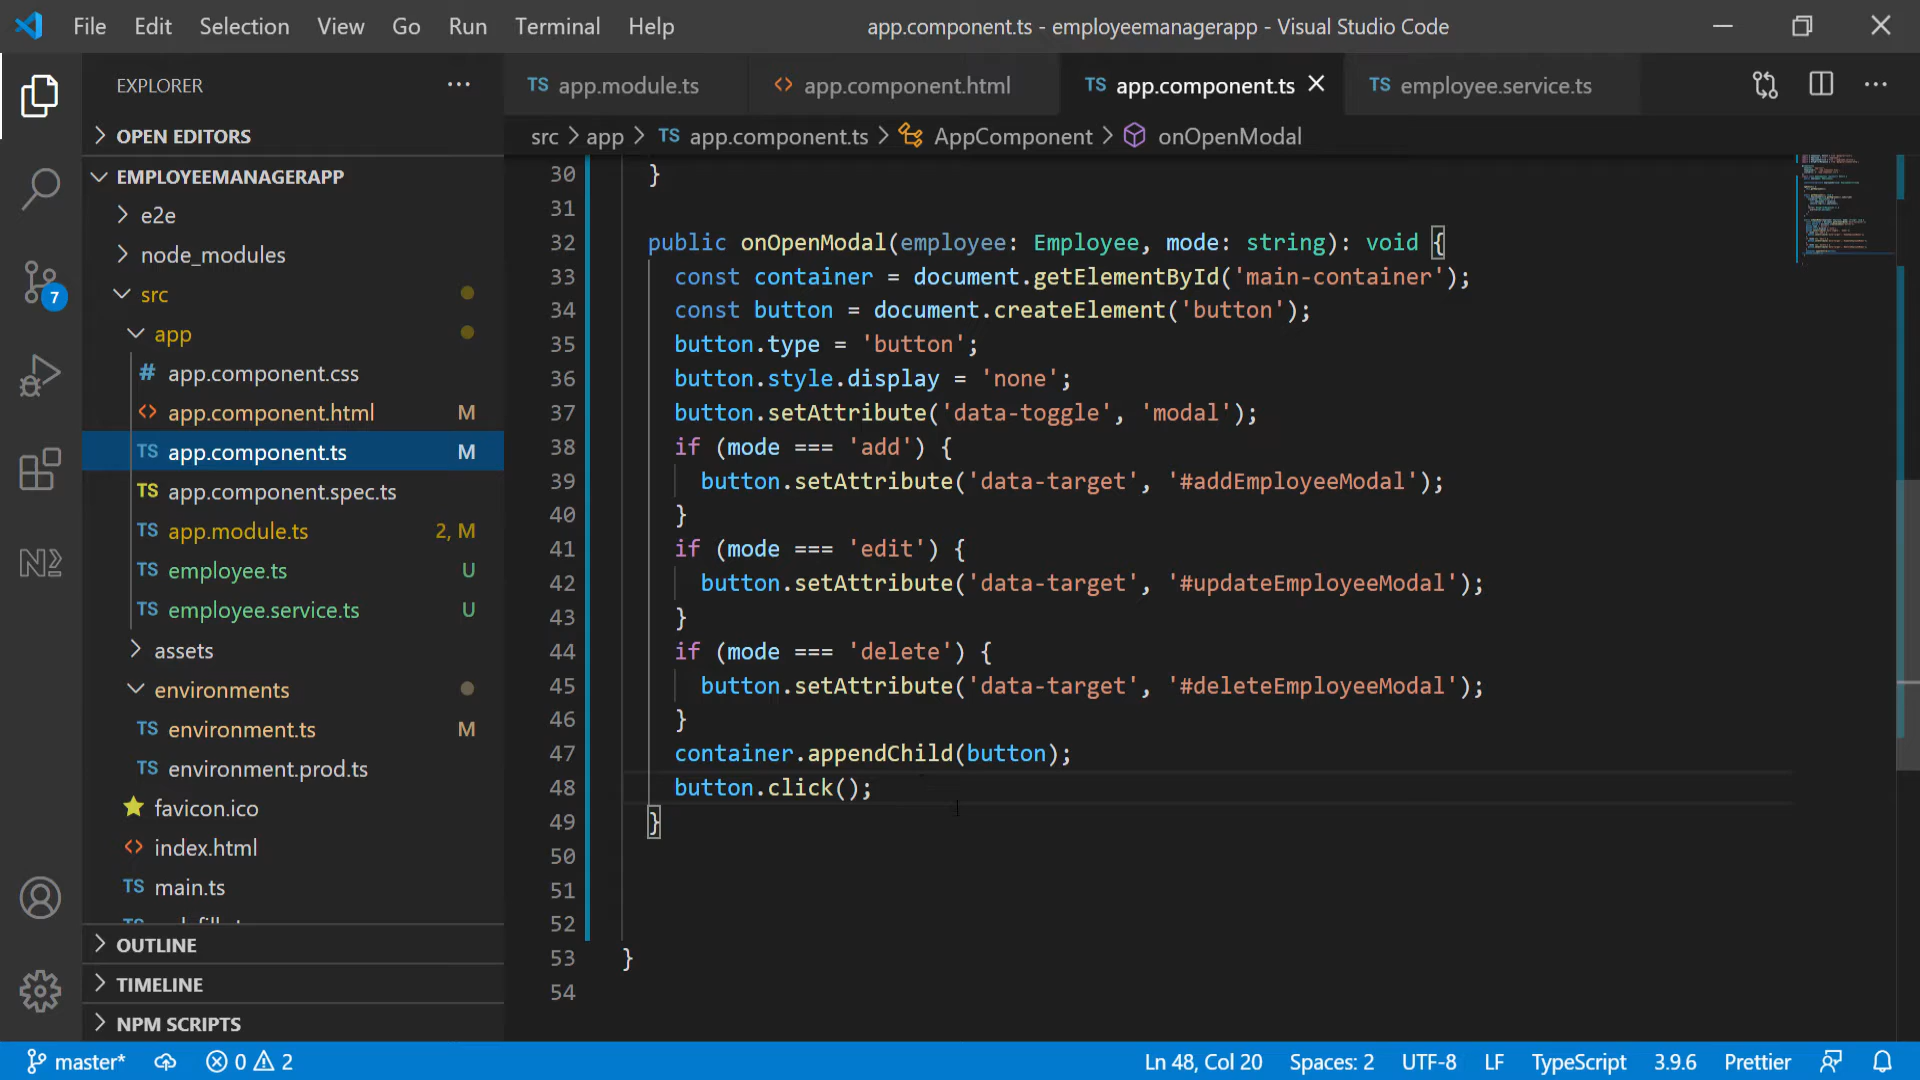 File Edit Selection View Go Run Terminal Help
app.component.ts - employeemanagerapp - Visual Studio Code
EXPLORER
OPEN EDITORS
EMPLOYEEMANAGERAPP
e2e
node_modules
src
app
# app.component.css
<> app.component.html M
TS app.component.ts M
TS app.component.spec.ts
TS app.module.ts 2, M
TS employee.ts U
TS employee.service.ts U
assets
environments
TS environment.ts M
TS environment.prod.ts
favicon.ico
<> index.html
TS main.ts
OUTLINE
TIMELINE
NPM SCRIPTS
7
TS app.module.ts
<> app.component.html
TS app.component.ts
TS employee.service.ts
src > app > TS app.component.ts > AppComponent > onOpenModal
30 }
31
32 public onOpenModal(employee: Employee, mode: string): void {
33 const container = document.getElementById('main-container');
34 const button = document.createElement('button');
35 button.type = 'button';
36 button.style.display = 'none';
37 button.setAttribute('data-toggle', 'modal');
38 if (mode === 'add') {
39 button.setAttribute('data-target', '#addEmployeeModal');
40 }
41 if (mode === 'edit') {
42 button.setAttribute('data-target', '#updateEmployeeModal');
43 }
44 if (mode === 'delete') {
45 button.setAttribute('data-target', '#deleteEmployeeModal');
46 }
47 container.appendChild(button);
48 button.click();
49 }
50
51
52
53 }
54
master* 0 2
Ln 48, Col 20 Spaces: 2 UTF-8 LF TypeScript 3.9.6 Prettier